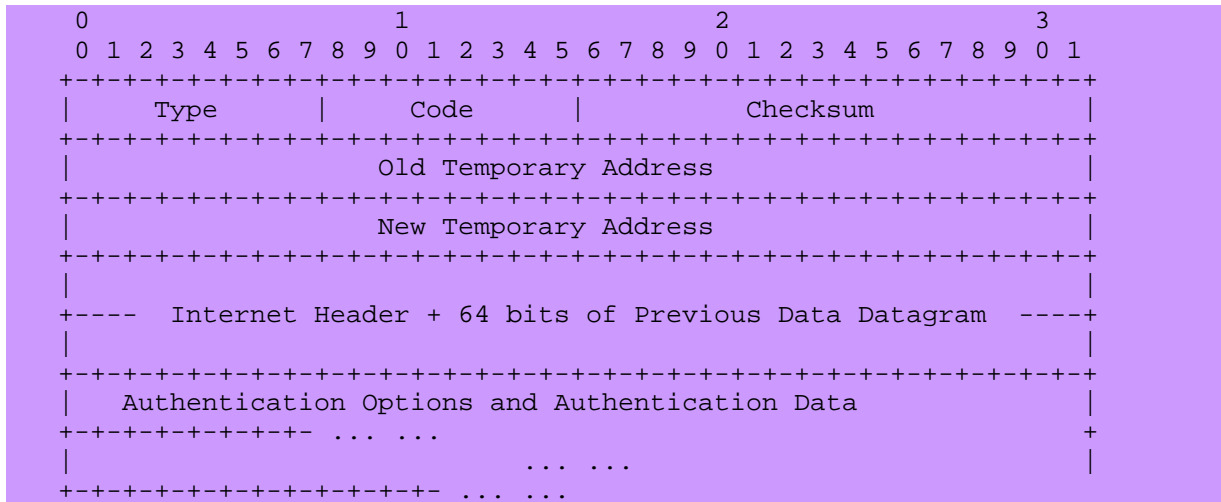 0                   1                   2                   3
 0 1 2 3 4 5 6 7 8 9 0 1 2 3 4 5 6 7 8 9 0 1 2 3 4 5 6 7 8 9 0 1
+-+-+-+-+-+-+-+-+-+-+-+-+-+-+-+-+-+-+-+-+-+-+-+-+-+-+-+-+-+-+-+-+
|     Type      |     Code      |          Checksum             |
+-+-+-+-+-+-+-+-+-+-+-+-+-+-+-+-+-+-+-+-+-+-+-+-+-+-+-+-+-+-+-+-+
|                   Old Temporary Address                       |
+-+-+-+-+-+-+-+-+-+-+-+-+-+-+-+-+-+-+-+-+-+-+-+-+-+-+-+-+-+-+-+-+
|                   New Temporary Address                       |
+-+-+-+-+-+-+-+-+-+-+-+-+-+-+-+-+-+-+-+-+-+-+-+-+-+-+-+-+-+-+-+-+
|                                                               |
+----  Internet Header + 64 bits of Previous Data Datagram  ----+
|                                                               |
+-+-+-+-+-+-+-+-+-+-+-+-+-+-+-+-+-+-+-+-+-+-+-+-+-+-+-+-+-+-+-+-+
|   Authentication Options and Authentication Data              |
+-+-+-+-+-+-+-+- ... ...                                        +
|                            ... ...                            |
+-+-+-+-+-+-+-+-+-+-+-+- ... ...